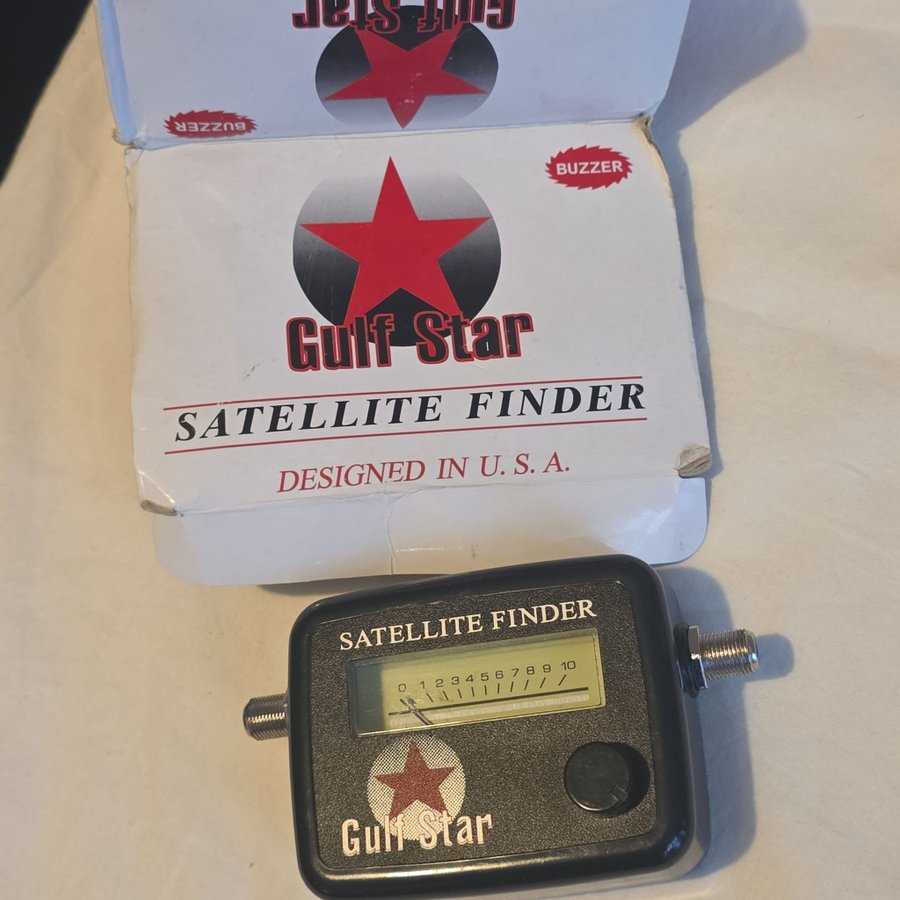 Gulf Star
BUZZER
BUZZER
Gulf Star
SATELLITE FINDER
DESIGNED IN U. S. A.
SATELLITE FINDER
0 1 2 3 4 5 6 7 8 9 10
Gulf Star